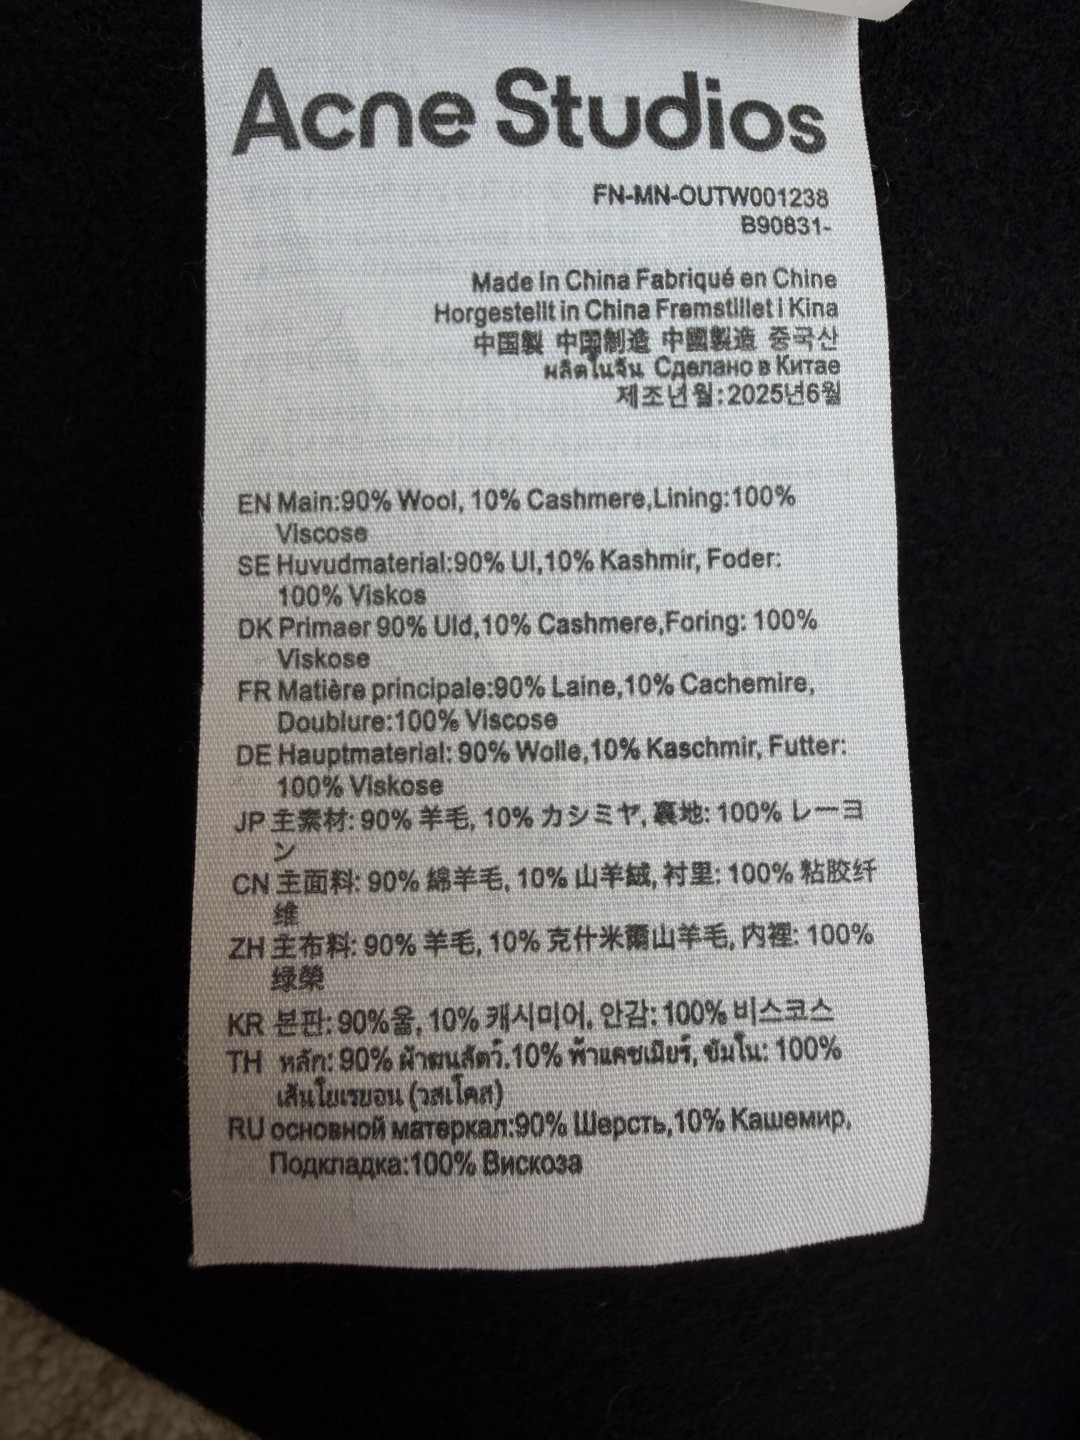 Acne Studios
FN-MN-OUTW001238
B90831-
Made In China Fabriqué en Chine
Horgestellt in China Fremstillet i Kina
中国製 中国制造 中國製造 중국산
ผลิตในจีน Сделано в Китае
제조년월:2025년6월
EN Main:90% Wool, 10% Cashmere,Lining:100%
Viscose
SE Huvudmaterial:90% Ul,10% Kashmir, Foder:
100% Viskos
DK Primaer 90% Uld,10% Cashmere,Foring: 100%
Viskose
FR Matière principale:90% Laine,10% Cachemire,
Doublure:100% Viscose
DE Hauptmaterial: 90% Wolle,10% Kaschmir, Futter:
100% Viskose
JP 主素材: 90% 羊毛, 10% カシミヤ, 裏地: 100% レーヨ
ン
CN 主面料: 90% 綿羊毛, 10% 山羊絨, 衬里: 100% 粘胶纤
维
ZH 主布料: 90% 羊毛, 10% 克什米爾山羊毛, 内裡: 100%
绿榮
KR 본판: 90%울, 10% 캐시미어, 안감: 100% 비스코스
TH หลัก: 90% ผ้าขนสัตว์,10% ผ้าแคชเมียร์, ซับใน: 100%
เส้นใยเรยอน (วสโคส)
RU основной матеркал:90% Шерсть,10% Кашемир,
Подкладка:100% Вискоза